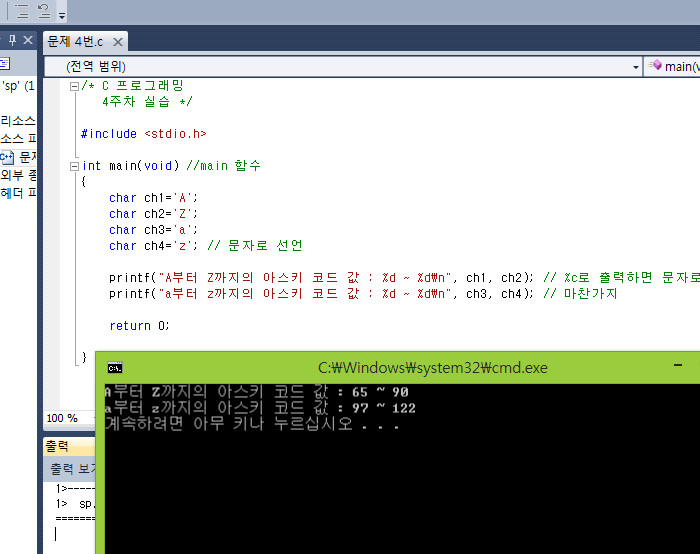 문제 4번.c
(전역 범위)
main(v
'sp' (1
리소스
소스 파
문제
외부 종
헤더 파
/* C 프로그래밍
4주차 실습 */
#include <stdio.h>
int main(void) //main 함수
{
char ch1='A';
char ch2='Z';
char ch3='a';
char ch4='z'; // 문자로 선언
printf("A부터 Z까지의 아스키 코드 값 : %d ~ %d₩n", ch1, ch2); // %c로 출력하면 문자로
printf("a부터 z까지의 아스키 코드 값 : %d ~ %d₩n", ch3, ch4); // 마찬가지
return 0;
}
100 %
C:₩Windows₩system32₩cmd.exe
A부터 Z까지의 아스키 코드 값 : 65 ~ 90
a부터 z까지의 아스키 코드 값 : 97 ~ 122
계속하려면 아무 키나 누르십시오 . . .
출력
출력 보기
1>-----
1> sp.
=======